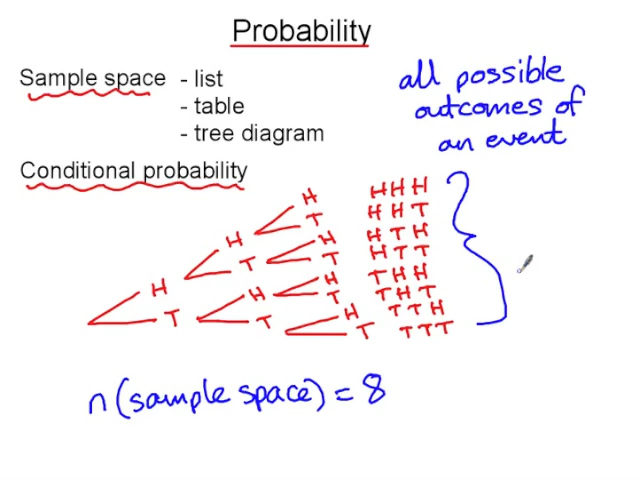 Probability
Sample space - list
- table
- tree diagram
all possible
outcomes of
an event
Conditional probability
H
T
H
T
H
T
H
T
H
T
H
T
H
T
HHH
HHT
HTH
HTT
THH
THT
TTH
TTT
n(sample space) = 8